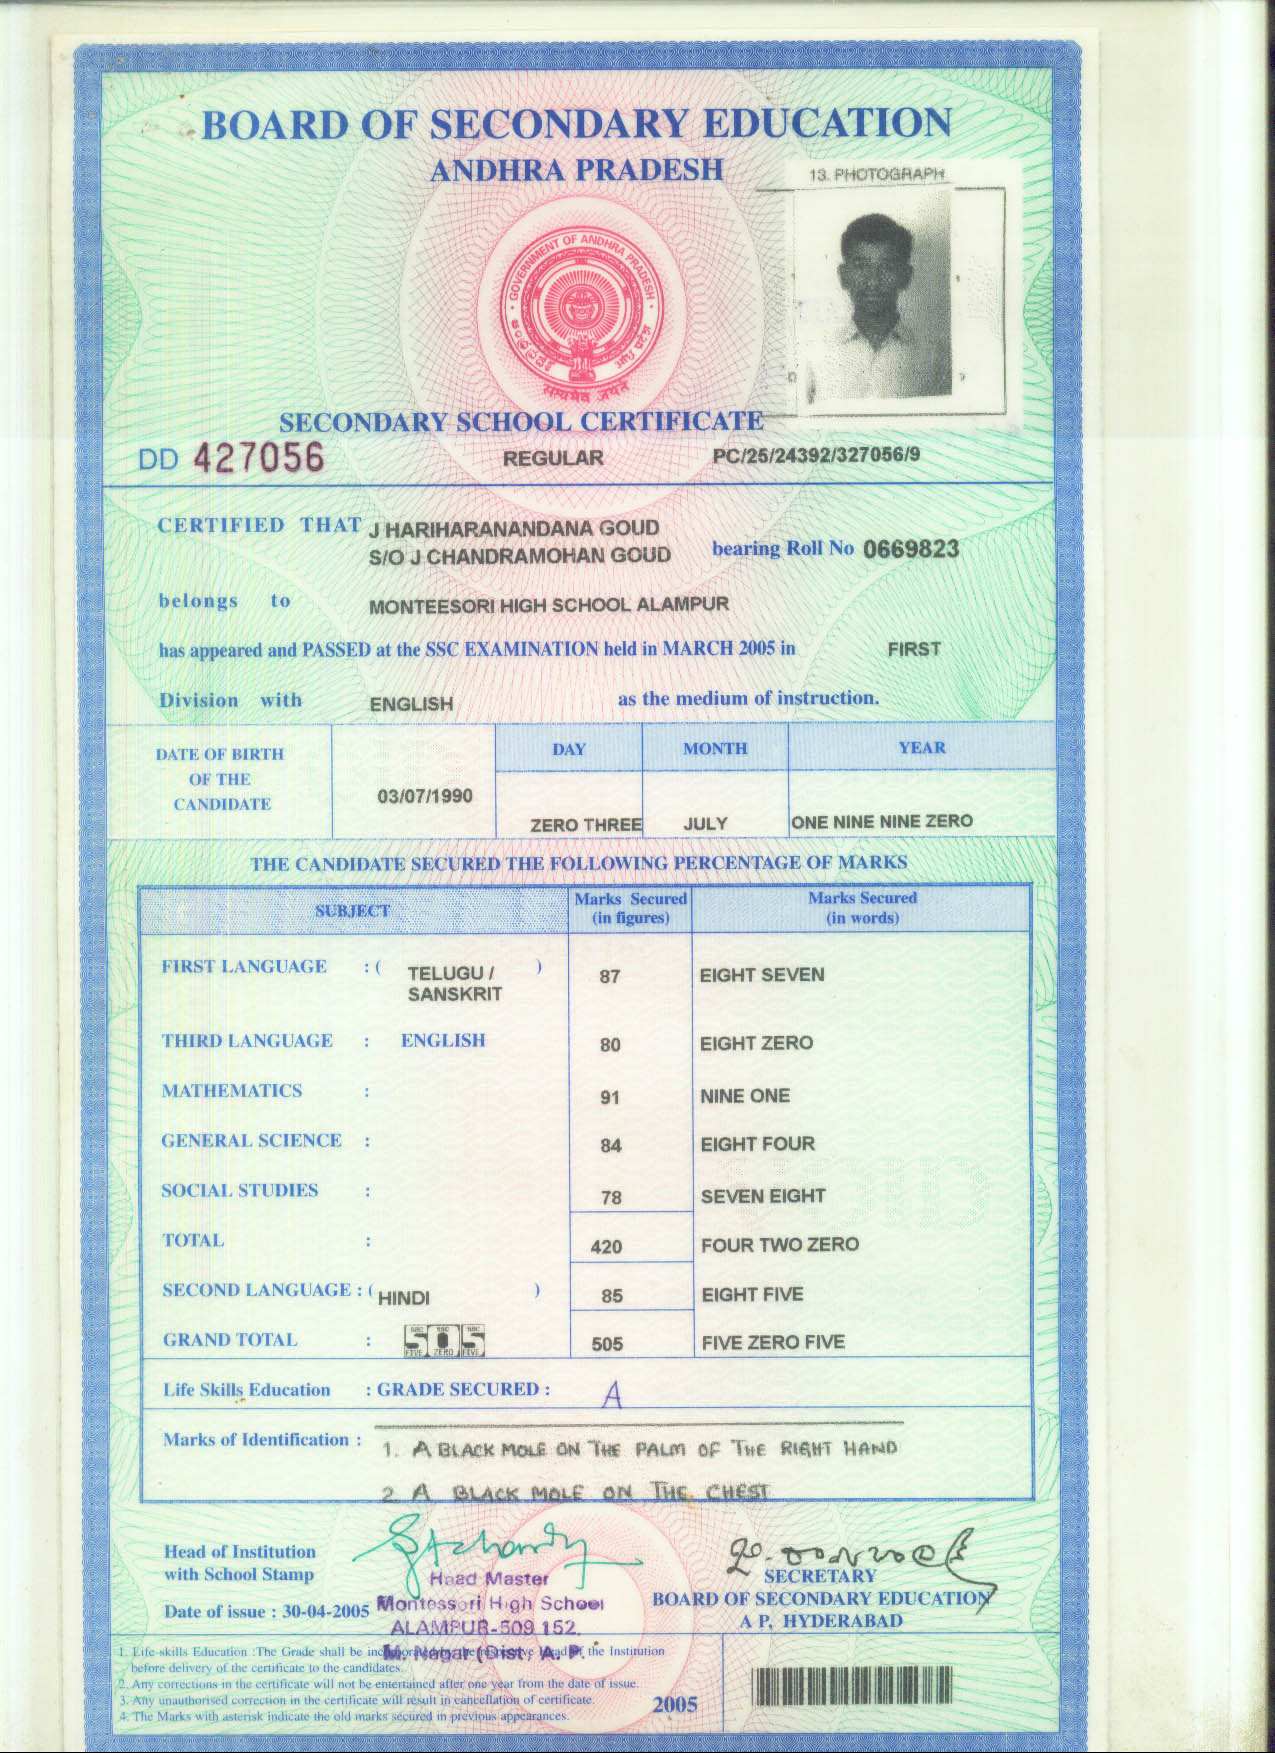 BOARD OF SECONDARY EDUCATION
ANDHRA PRADESH
13. PHOTOGRAPH
GOVERNMENT OF ANDHRA PRADESH
सत्यमेव जयते
SECONDARY SCHOOL CERTIFICATE
DD 427056 REGULAR PC/25/24392/327056/9
CERTIFIED THAT J HARIHARANANDANA GOUD
S/O J CHANDRAMOHAN GOUD bearing Roll No 0669823
belongs to MONTEESORI HIGH SCHOOL ALAMPUR
has appeared and PASSED at the SSC EXAMINATION held in MARCH 2005 in FIRST
Division with ENGLISH as the medium of instruction.
DATE OF BIRTH OF THE CANDIDATE 03/07/1990
DAY MONTH YEAR
ZERO THREE JULY ONE NINE NINE ZERO
THE CANDIDATE SECURED THE FOLLOWING PERCENTAGE OF MARKS
SUBJECT Marks Secured (in figures) Marks Secured (in words)
FIRST LANGUAGE : ( TELUGU / SANSKRIT ) 87 EIGHT SEVEN
THIRD LANGUAGE : ENGLISH 80 EIGHT ZERO
MATHEMATICS : 91 NINE ONE
GENERAL SCIENCE : 84 EIGHT FOUR
SOCIAL STUDIES : 78 SEVEN EIGHT
TOTAL : 420 FOUR TWO ZERO
SECOND LANGUAGE : ( HINDI ) 85 EIGHT FIVE
GRAND TOTAL : SSC SSC SSC 5 0 5 FIVE ZERO FIVE 505 FIVE ZERO FIVE
Life Skills Education : GRADE SECURED : A
Marks of Identification : 1. A BLACK MOLE ON THE PALM OF THE RIGHT HAND
2 A BLACK MOLE ON THE CHEST
Head of Institution
with School Stamp
Head Master
Montessori High School
ALAMPUR-509 152.
M. Nagar (Dist) A. P.
Date of issue : 30-04-2005
SECRETARY
BOARD OF SECONDARY EDUCATION
A P, HYDERABAD
1. Life-skills Education :The Grade shall be incorporated by the respective Head of the Institution
before delivery of the certificate to the candidates.
2. Any corrections in the certificate will not be entertained after one year from the date of issue.
3. Any unauthorised correction in the certificate will result in cancellation of certificate.
4. The Marks with asterisk indicate the old marks secured in previous appearances.
2005